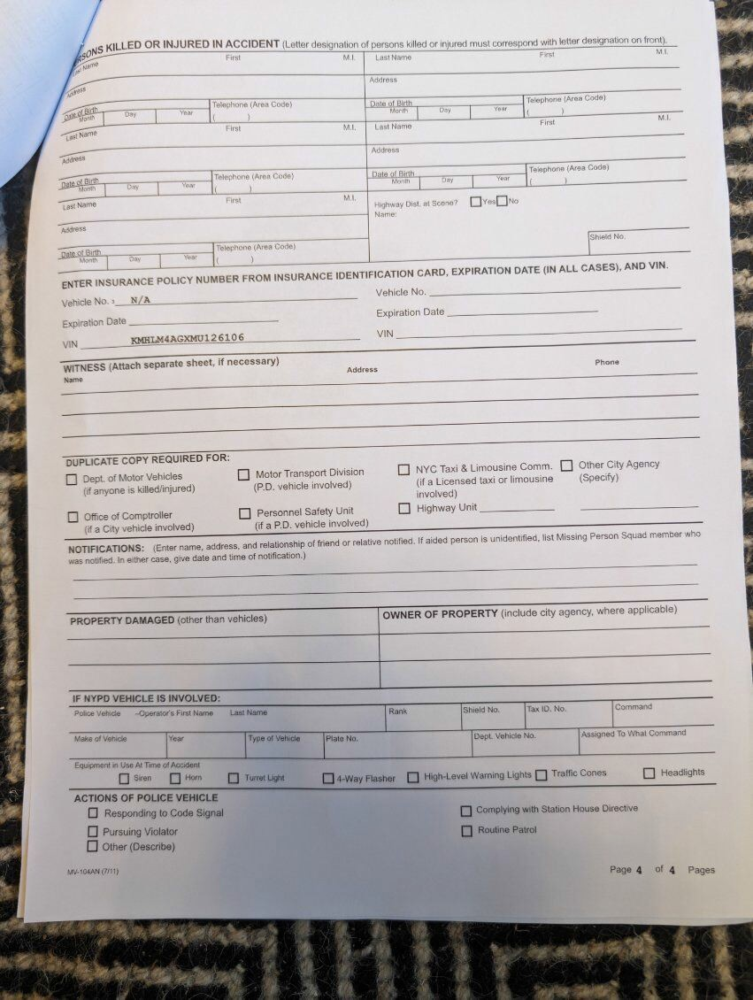 RSONS KILLED OR INJURED IN ACCIDENT (Letter designation of persons killed or injured must correspond with letter designation on front).
Last Name First M.I. Last Name First M.I.
Address Address
Date of Birth Telephone (Area Code) Date of Birth Telephone (Area Code)
Month Day Year ( ) Month Day Year ( )
Last Name First M.I. Last Name First M.I.
Address Address
Date of Birth Telephone (Area Code) Date of Birth Telephone (Area Code)
Month Day Year ( ) Month Day Year ( )
Last Name First M.I. Highway Dist. at Scene? Yes No
Name:
Address
Shield No.
Date of Birth Telephone (Area Code)
Month Day Year ( )
ENTER INSURANCE POLICY NUMBER FROM INSURANCE IDENTIFICATION CARD, EXPIRATION DATE (IN ALL CASES), AND VIN.
Vehicle No. 3 N/A Vehicle No.
Expiration Date Expiration Date
VIN KMHLM4AGXMU126106 VIN
WITNESS (Attach separate sheet, if necessary)
Name Address Phone
DUPLICATE COPY REQUIRED FOR:
Dept. of Motor Vehicles Motor Transport Division NYC Taxi & Limousine Comm. Other City Agency
(if anyone is killed/injured) (P.D. vehicle involved) (if a Licensed taxi or limousine (Specify)
involved)
Office of Comptroller Personnel Safety Unit Highway Unit
(if a City vehicle involved) (if a P.D. vehicle involved)
NOTIFICATIONS: (Enter name, address, and relationship of friend or relative notified. If aided person is unidentified, list Missing Person Squad member who
was notified. In either case, give date and time of notification.)
PROPERTY DAMAGED (other than vehicles) OWNER OF PROPERTY (include city agency, where applicable)
IF NYPD VEHICLE IS INVOLVED:
Police Vehicle –Operator's First Name Last Name Rank Shield No. Tax ID. No. Command
Make of Vehicle Year Type of Vehicle Plate No. Dept. Vehicle No. Assigned To What Command
Equipment in Use At Time of Accident
Siren Horn Turret Light 4-Way Flasher High-Level Warning Lights Traffic Cones Headlights
ACTIONS OF POLICE VEHICLE
Responding to Code Signal Complying with Station House Directive
Pursuing Violator Routine Patrol
Other (Describe)
MV-104AN (7/11) Page 4 of 4 Pages